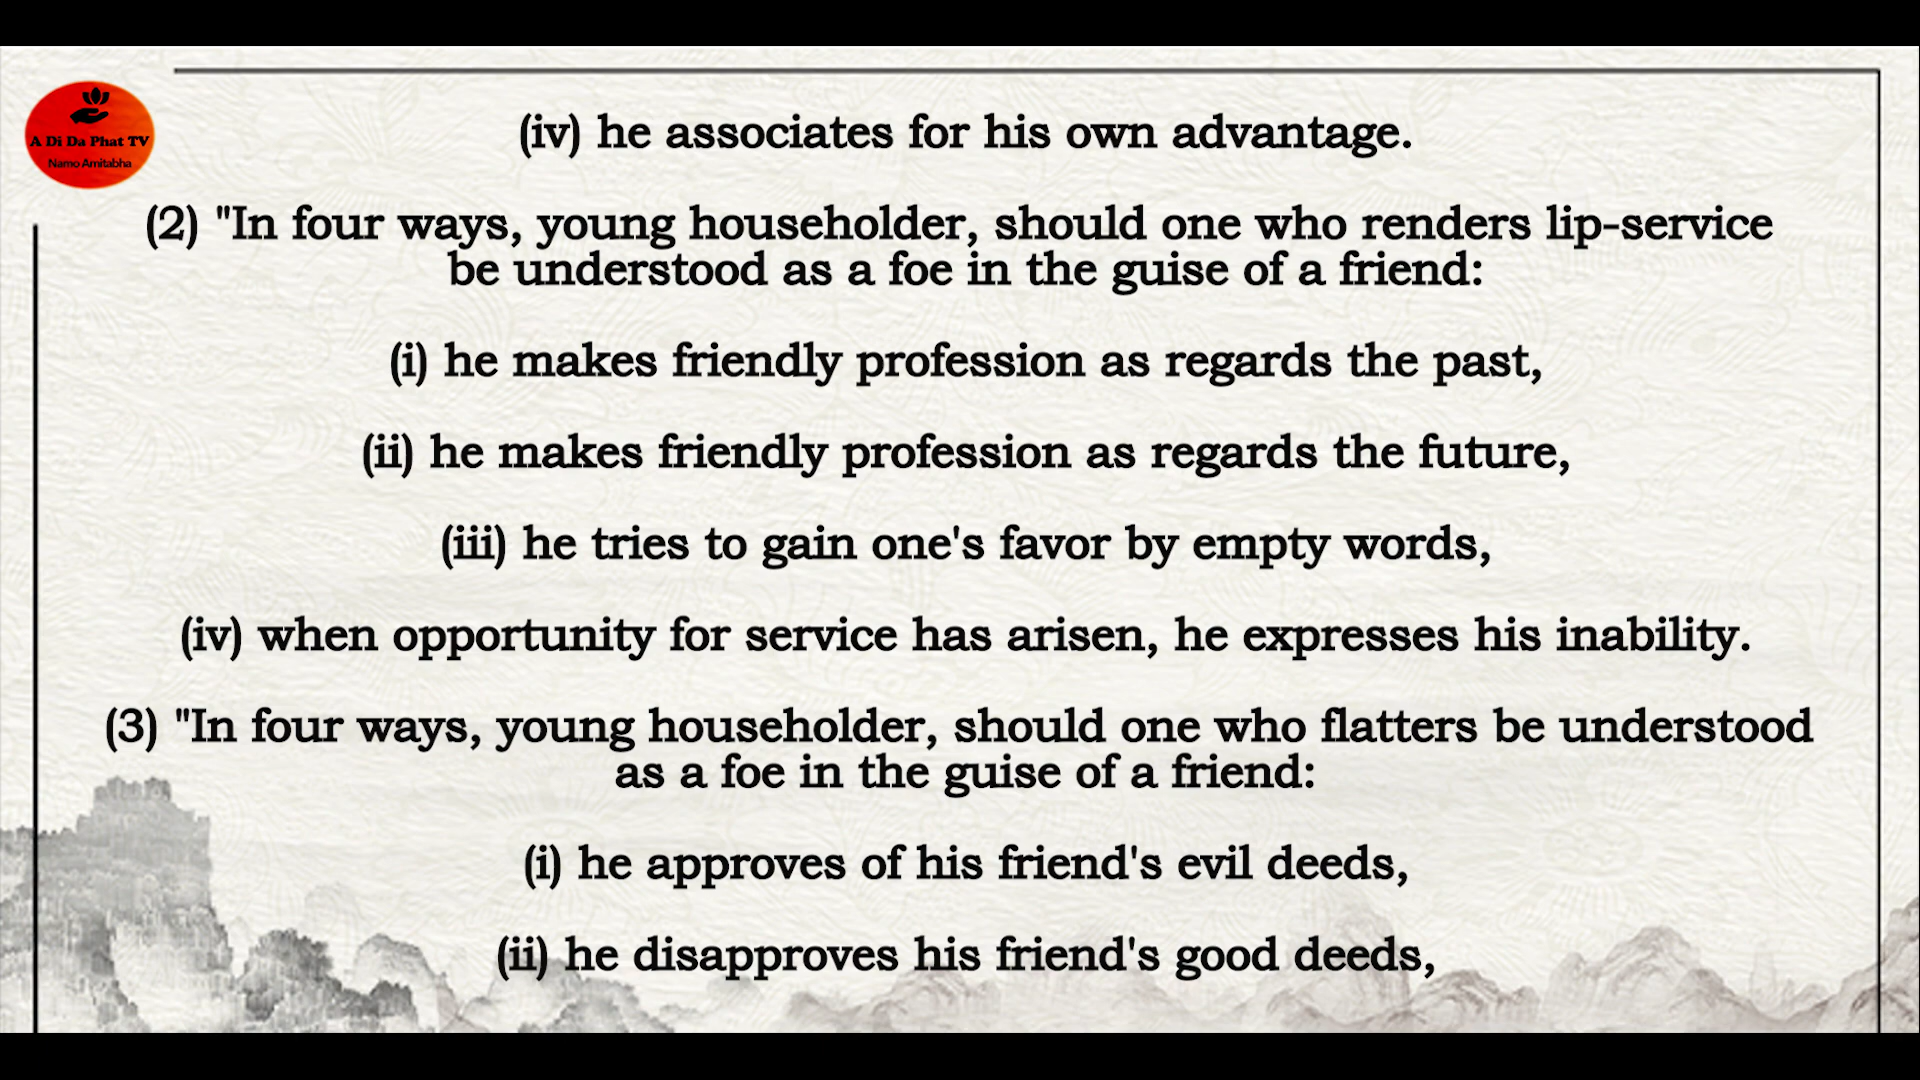 A Di Da Phat TV
Namo Amitabha
(iv) he associates for his own advantage.
(2) "In four ways, young householder, should one who renders lip-service
be understood as a foe in the guise of a friend:
(i) he makes friendly profession as regards the past,
(ii) he makes friendly profession as regards the future,
(iii) he tries to gain one's favor by empty words,
(iv) when opportunity for service has arisen, he expresses his inability.
(3) "In four ways, young householder, should one who flatters be understood
as a foe in the guise of a friend:
(i) he approves of his friend's evil deeds,
(ii) he disapproves his friend's good deeds,